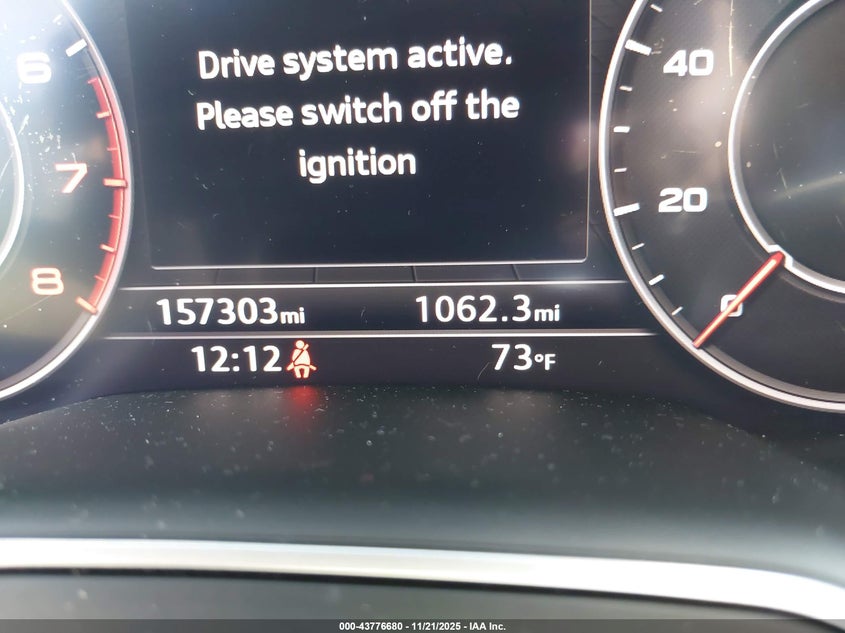 Drive system active.
Please switch off the
ignition
6
7
8
40
20
0
157303mi
1062.3mi
12:12
73°F
000-43776680 - 11/21/2025 - IAA Inc.